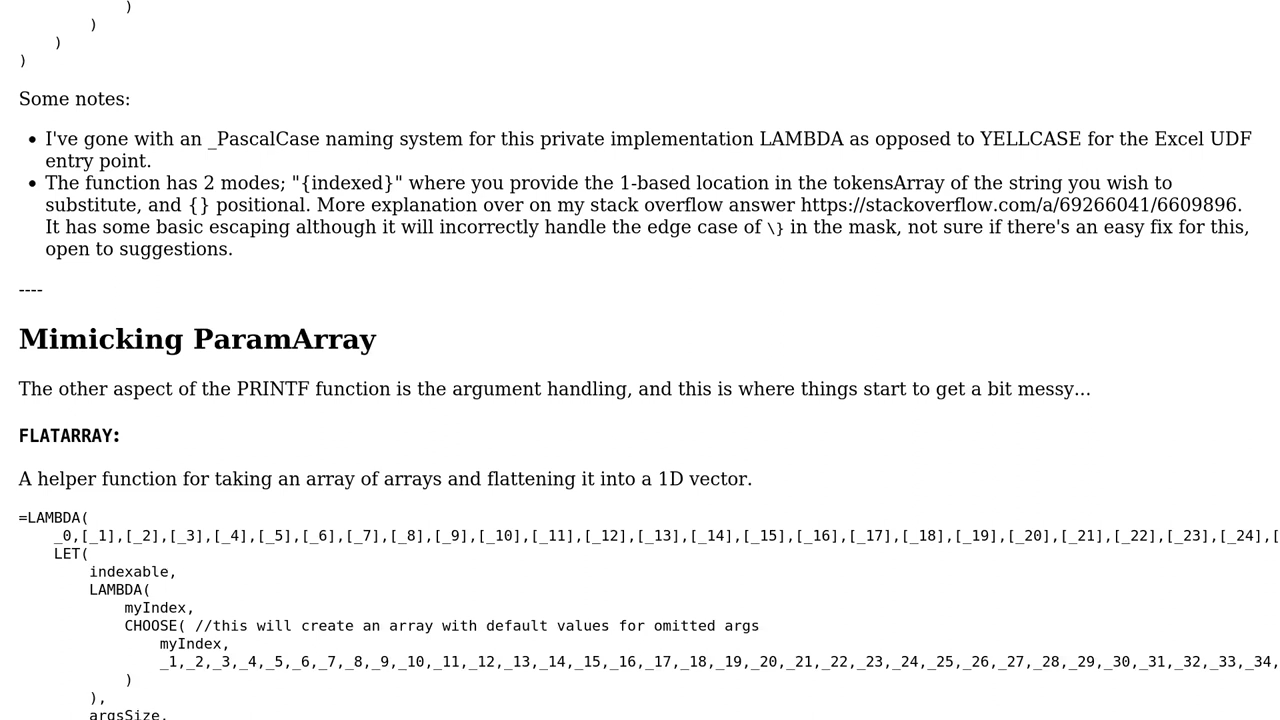 )
        )
    )
)
Some notes:
• I've gone with an _PascalCase naming system for this private implementation LAMBDA as opposed to YELLCASE for the Excel UDF
entry point.
• The function has 2 modes; "{indexed}" where you provide the 1-based location in the tokensArray of the string you wish to
substitute, and {} positional. More explanation over on my stack overflow answer https://stackoverflow.com/a/69266041/6609896.
It has some basic escaping although it will incorrectly handle the edge case of \} in the mask, not sure if there's an easy fix for this,
open to suggestions.
----
Mimicking ParamArray
The other aspect of the PRINTF function is the argument handling, and this is where things start to get a bit messy...
FLATARRAY:
A helper function for taking an array of arrays and flattening it into a 1D vector.
=LAMBDA(
    _0,[_1],[_2],[_3],[_4],[_5],[_6],[_7],[_8],[_9],[_10],[_11],[_12],[_13],[_14],[_15],[_16],[_17],[_18],[_19],[_20],[_21],[_22],[_23],[_24],[
    LET(
        indexable,
        LAMBDA(
            myIndex,
            CHOOSE( //this will create an array with default values for omitted args
                myIndex,
                _1,_2,_3,_4,_5,_6,_7,_8,_9,_10,_11,_12,_13,_14,_15,_16,_17,_18,_19,_20,_21,_22,_23,_24,_25,_26,_27,_28,_29,_30,_31,_32,_33,_34,
            )
        ),
        argsSize,